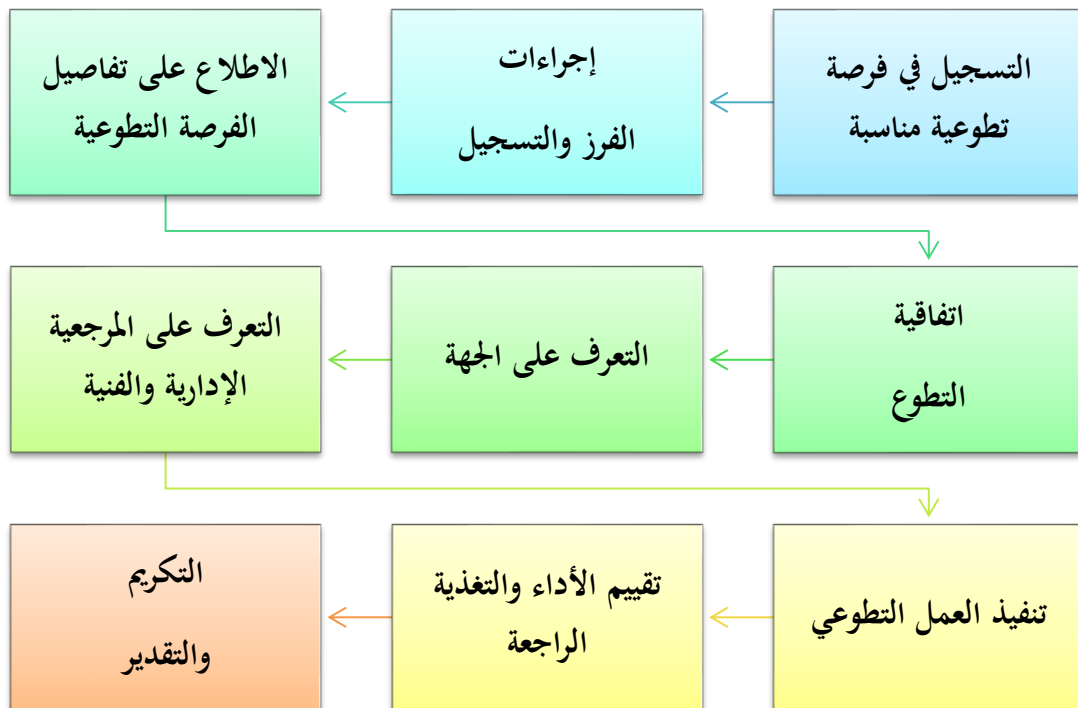 التسجيل في فرصة
تطوعية مناسبة
إجراءات
الفرز والتسجيل
الاطلاع على تفاصيل
الفرصة التطوعية
اتفاقية
التطوع
التعرف على الجهة
التعرف على المرجعية
الإدارية والفنية
تنفيذ العمل التطوعي
تقييم الأداء والتغذية
الراجعة
التكريم
والتقدير